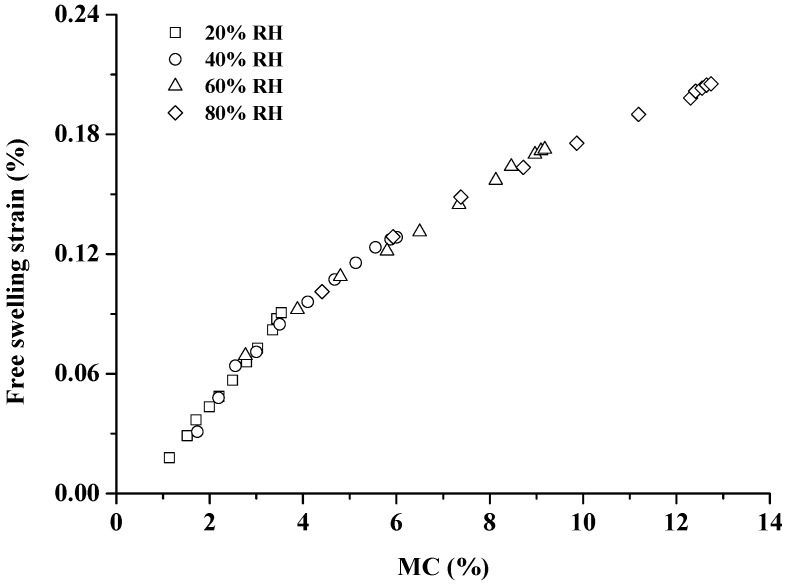 0.24
0.18
0.12
0.06
0.00
Free swelling strain (%)
20% RH
40% RH
60% RH
80% RH
0 2 4 6 8 10 12 14
MC (%)